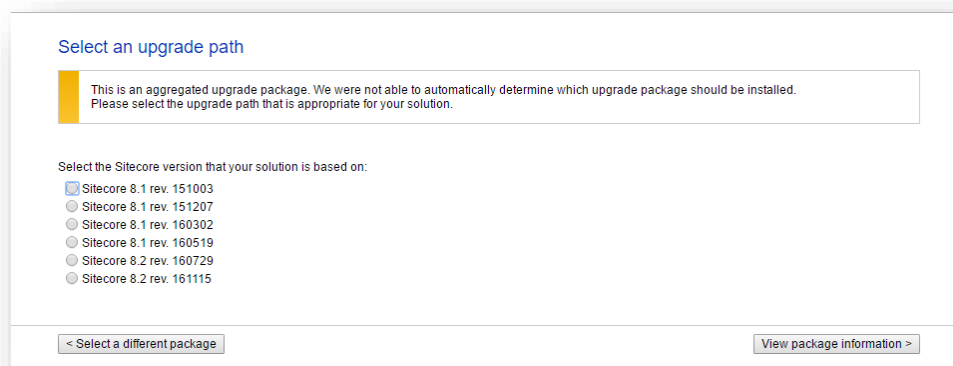 Select an upgrade path
This is an aggregated upgrade package. We were not able to automatically determine which upgrade package should be installed.
Please select the upgrade path that is appropriate for your solution.
Select the Sitecore version that your solution is based on:
Sitecore 8.1 rev. 151003
Sitecore 8.1 rev. 151207
Sitecore 8.1 rev. 160302
Sitecore 8.1 rev. 160519
Sitecore 8.2 rev. 160729
Sitecore 8.2 rev. 161115
< Select a different package
View package information >